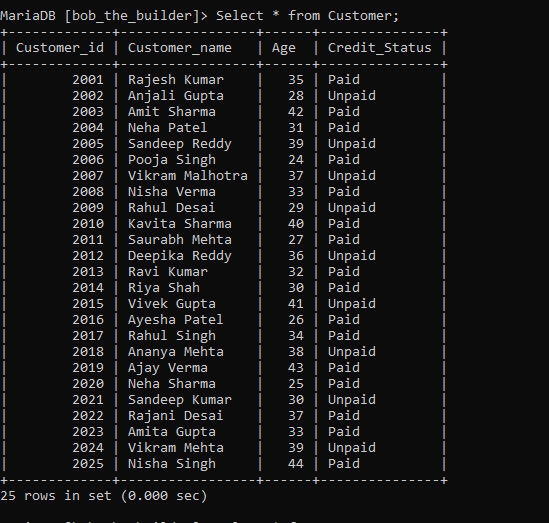 MariaDB [bob_the_builder]> Select * from Customer;
+-------------+-----------------+------+---------------+
| Customer_id | Customer_name   | Age  | Credit_Status |
+-------------+-----------------+------+---------------+
|        2001 | Rajesh Kumar    |   35 | Paid          |
|        2002 | Anjali Gupta    |   28 | Unpaid        |
|        2003 | Amit Sharma     |   42 | Paid          |
|        2004 | Neha Patel      |   31 | Paid          |
|        2005 | Sandeep Reddy   |   39 | Unpaid        |
|        2006 | Pooja Singh     |   24 | Paid          |
|        2007 | Vikram Malhotra |   37 | Unpaid        |
|        2008 | Nisha Verma     |   33 | Paid          |
|        2009 | Rahul Desai     |   29 | Unpaid        |
|        2010 | Kavita Sharma   |   40 | Paid          |
|        2011 | Saurabh Mehta   |   27 | Paid          |
|        2012 | Deepika Reddy   |   36 | Unpaid        |
|        2013 | Ravi Kumar      |   32 | Paid          |
|        2014 | Riya Shah       |   30 | Paid          |
|        2015 | Vivek Gupta     |   41 | Unpaid        |
|        2016 | Ayesha Patel    |   26 | Paid          |
|        2017 | Rahul Singh     |   34 | Paid          |
|        2018 | Ananya Mehta    |   38 | Unpaid        |
|        2019 | Ajay Verma      |   43 | Paid          |
|        2020 | Neha Sharma     |   25 | Paid          |
|        2021 | Sandeep Kumar   |   30 | Unpaid        |
|        2022 | Rajani Desai    |   37 | Paid          |
|        2023 | Amita Gupta     |   33 | Paid          |
|        2024 | Vikram Mehta    |   39 | Unpaid        |
|        2025 | Nisha Singh     |   44 | Paid          |
+-------------+-----------------+------+---------------+
25 rows in set (0.000 sec)